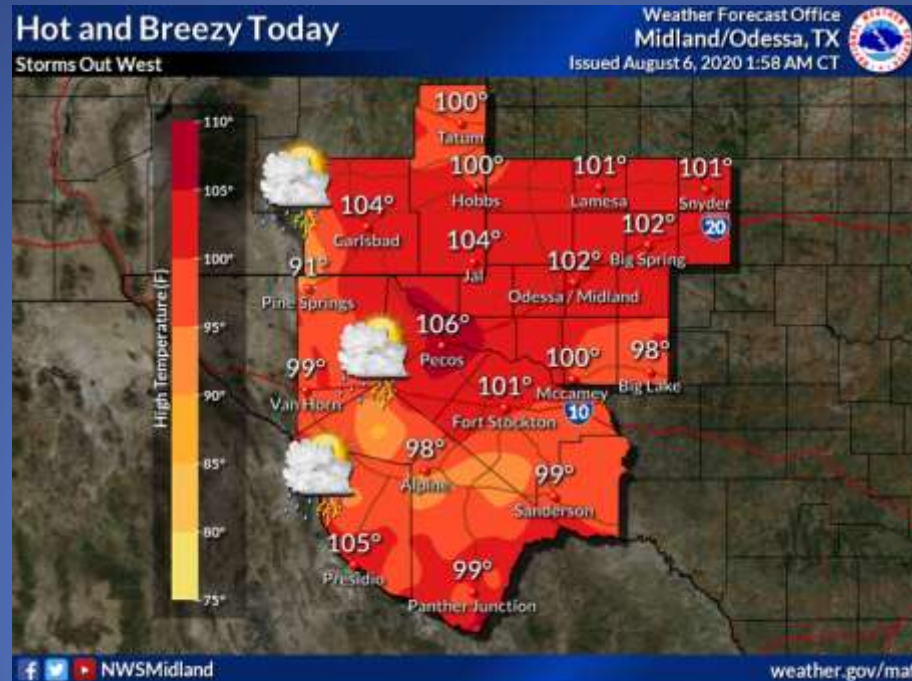 Hot and Breezy Today
Storms Out West
Weather Forecast Office
Midland/Odessa, TX
Issued August 6, 2020 1:58 AM CT
High Temperature (F)
110°
105°
100°
95°
90°
85°
80°
75°
100°
Tatum
100°
Hobbs
101°
Lamesa
101°
Snyder
20
104°
Carlsbad
104°
Jal
102°
Big Spring
102°
Odessa / Midland
91°
Pine Springs
106°
Pecos
99°
Van Horn
100°
Mccamey
98°
Big Lake
10
101°
Fort Stockton
98°
Alpine
99°
Sanderson
105°
Presidio
99°
Panther Junction
NWSMidland
weather.gov/maf